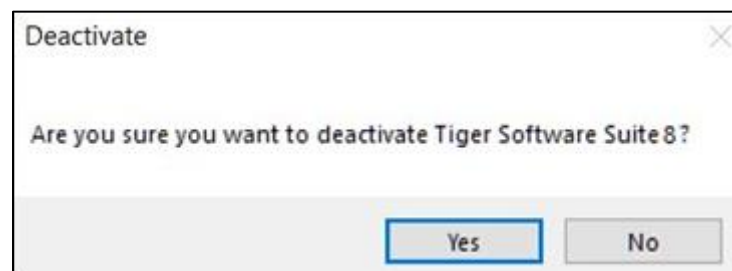 Deactivate
Are you sure you want to deactivate Tiger Software Suite 8?
Yes No